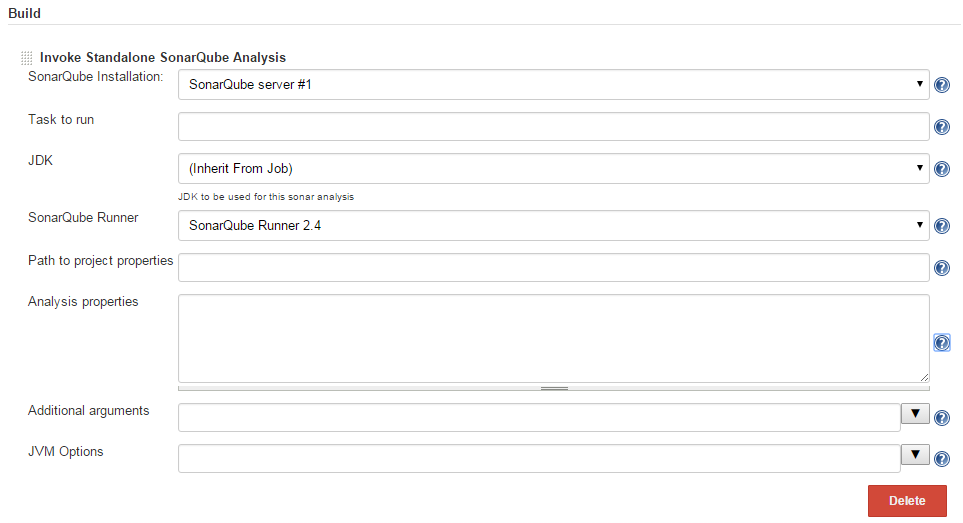 Build
Invoke Standalone SonarQube Analysis
SonarQube Installation:
SonarQube server #1
Task to run
JDK
(Inherit From Job)
JDK to be used for this sonar analysis
SonarQube Runner
SonarQube Runner 2.4
Path to project properties
Analysis properties
Additional arguments
JVM Options
Delete